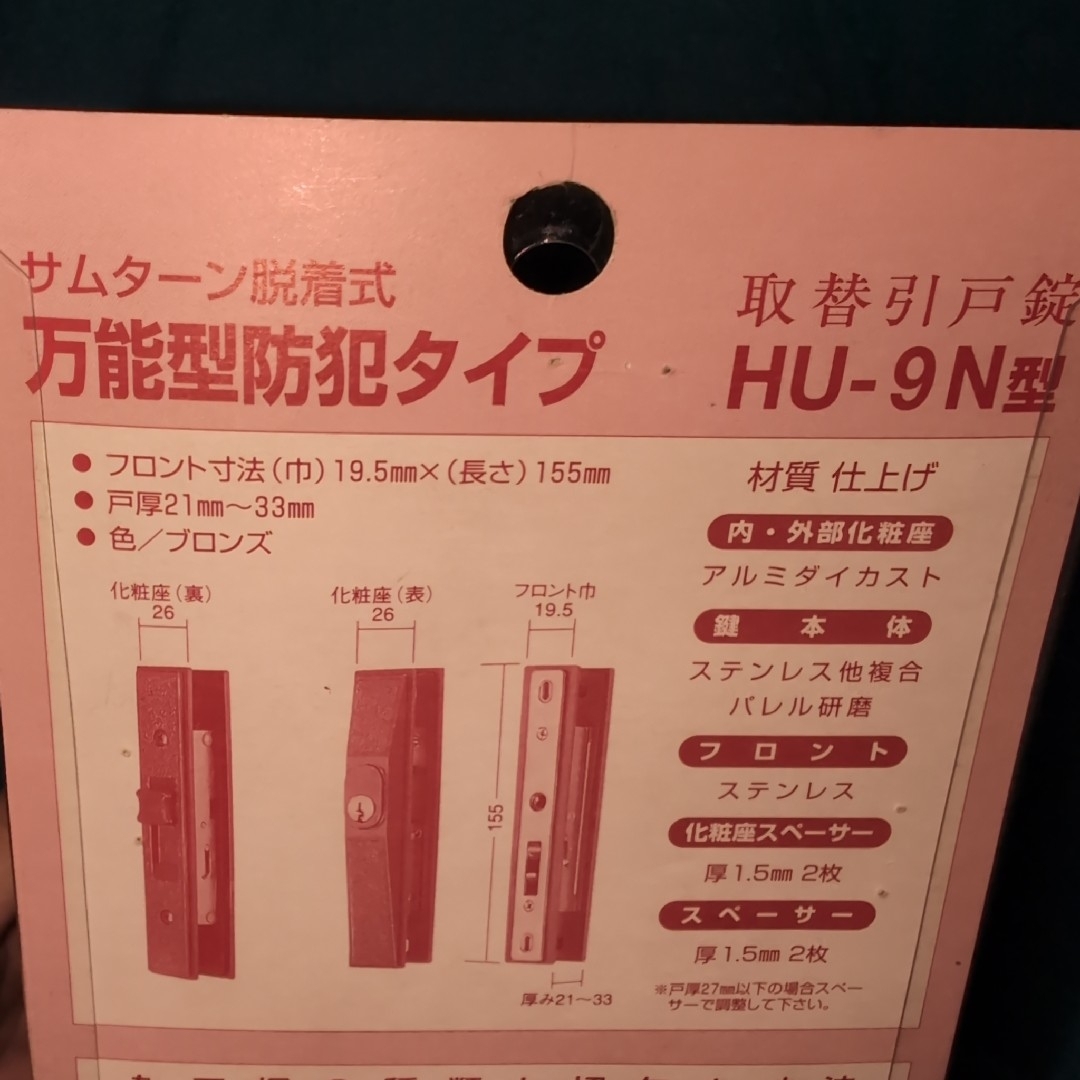 サムターン脱着式
万能型防犯タイプ
取替引戸錠
HU-9N型
● フロント寸法(巾)19.5㎜×(長さ)155㎜
● 戸厚21㎜〜33㎜
● 色/ブロンズ
化粧座(裏)
26
化粧座(表)
26
フロント巾
19.5
155
厚み21〜33
材質 仕上げ
内・外部化粧座
アルミダイカスト
鍵本体
ステンレス他複合
バレル研磨
フロント
ステンレス
化粧座スペーサー
厚1.5㎜ 2枚
スペーサー
厚1.5㎜ 2枚
※戸厚27㎜以下の場合スペー
サーで調整して下さい。